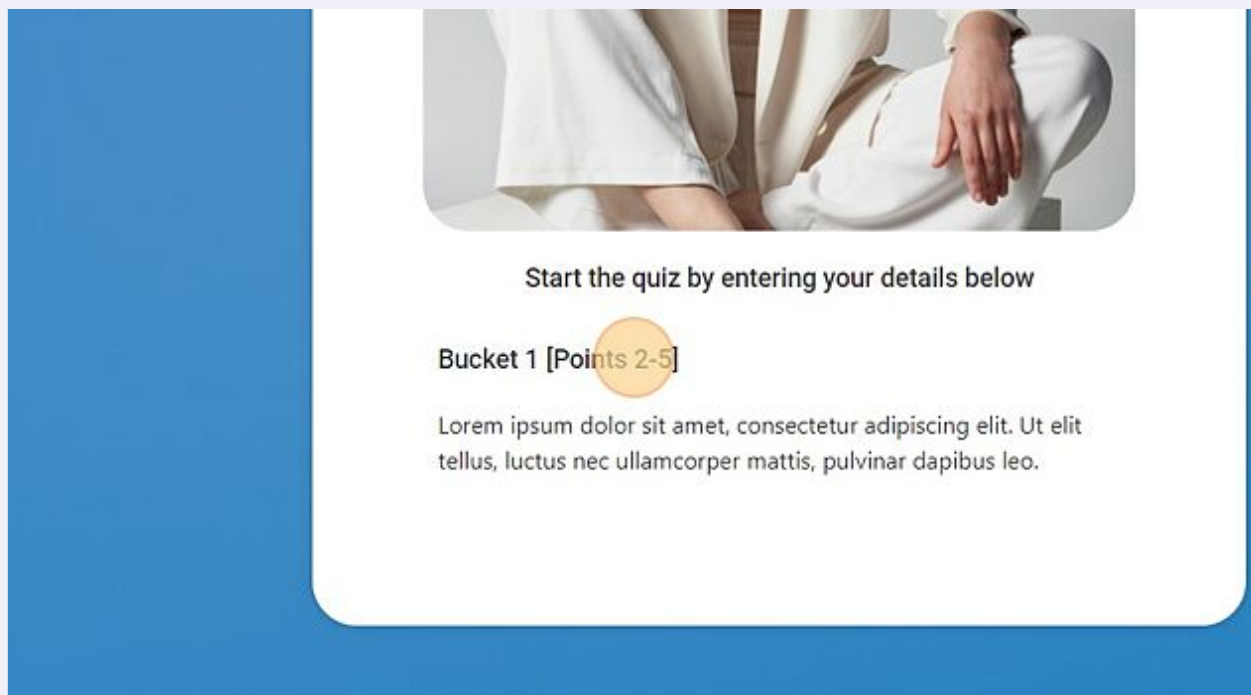 Start the quiz by entering your details below
Bucket 1 [Points 2-5]
Lorem ipsum dolor sit amet, consectetur adipiscing elit. Ut elit
tellus, luctus nec ullamcorper mattis, pulvinar dapibus leo.